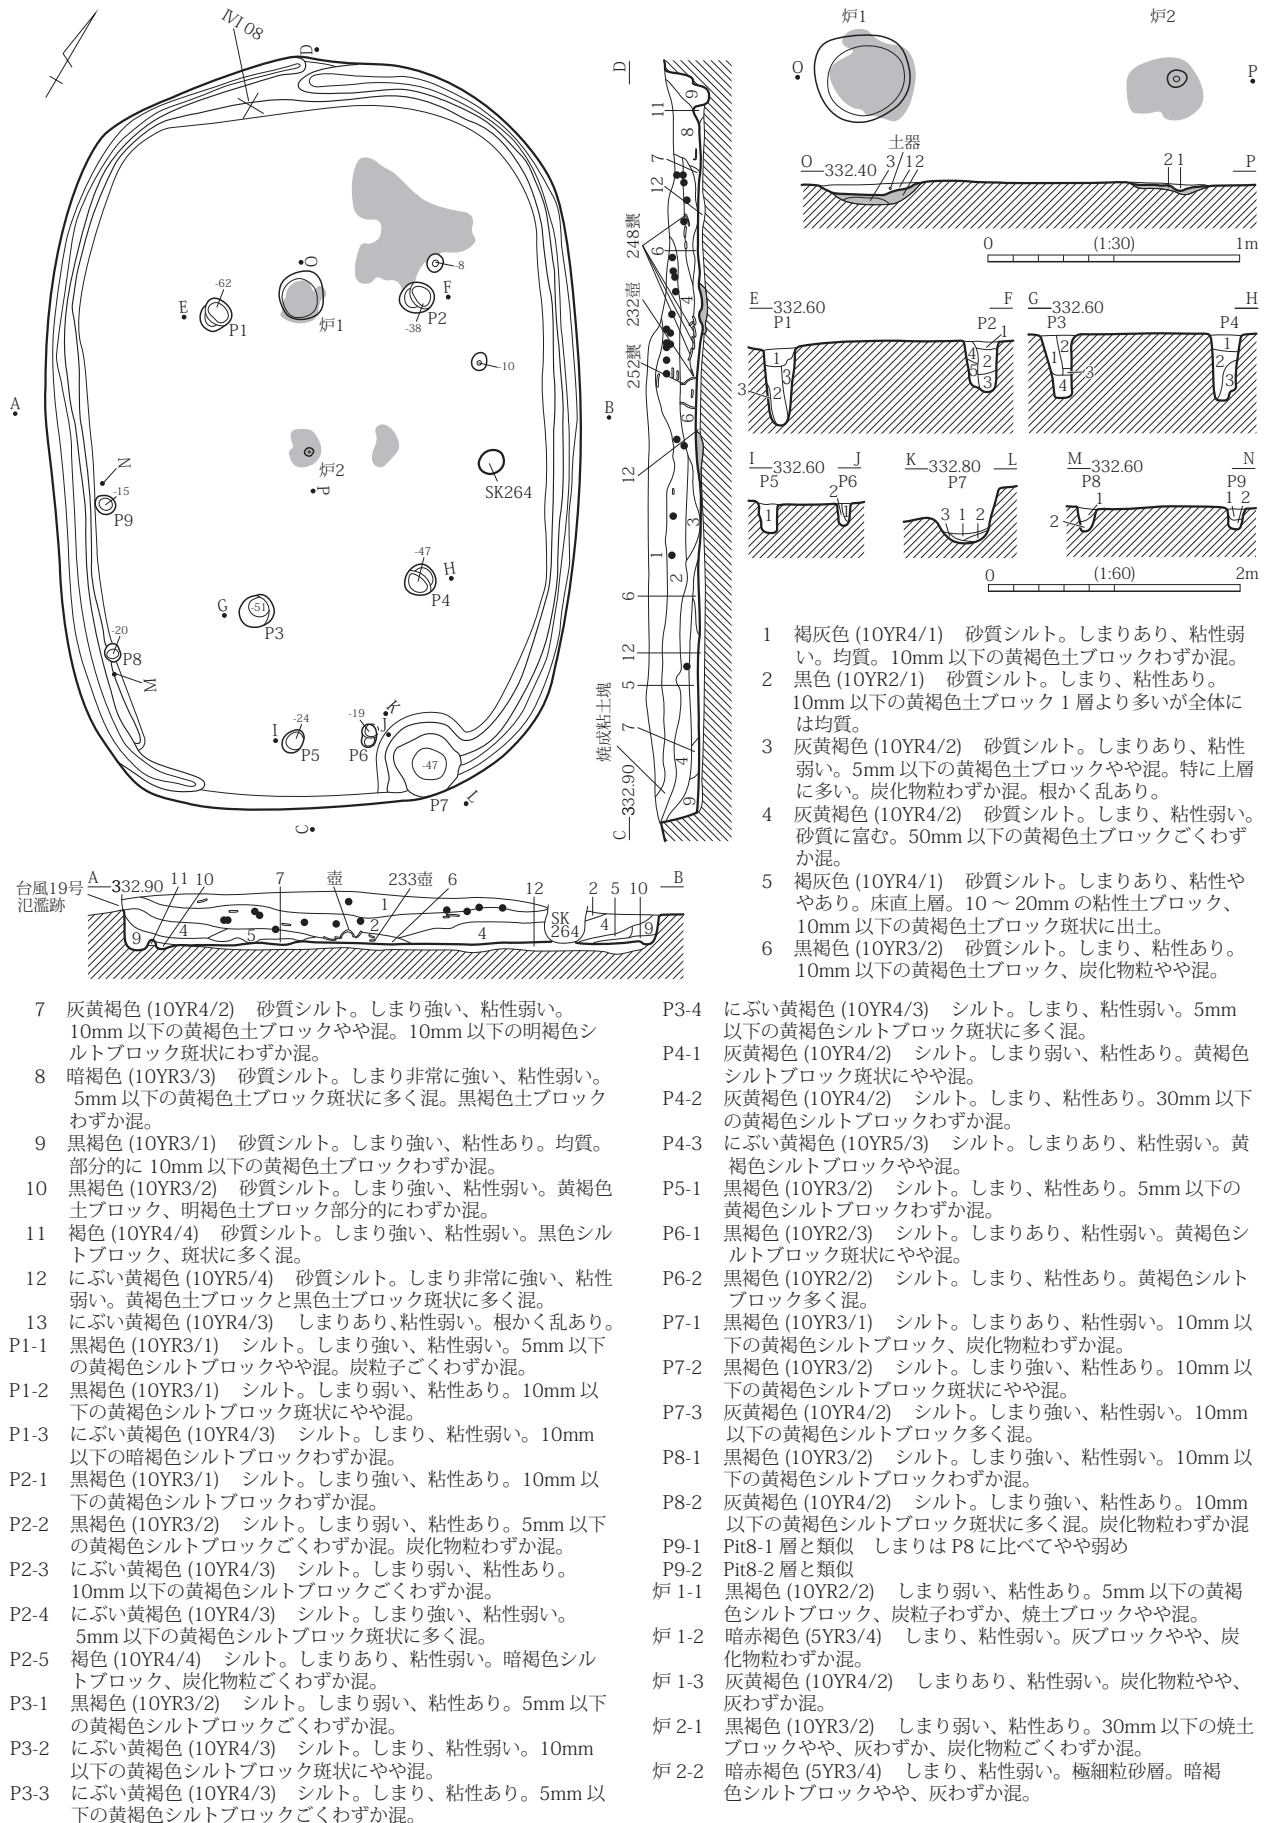 IVI 08
D
-62
E
P1
O
炉1
-8
F
-38
P2
-10
A
B
N
-15
P9
炉2
P
SK264
-47
H
P4
G
-51
P3
-20
P8
M
-24
I
P5
-19
J
K
P6
-47
P7
L
C
D
9
11
8
7
12
248甕
6
232壺
4
252甕
6
12
3
1
2
6
12
5
焼成粘土塊
7
4
9
C 332.90
炉1
炉2
O
P
土器
O 332.40 3 1 2
2 1 P
0 (1:30) 1m
E 332.60 F
P1 P2
1
1
4 2
3 5
3 2 3
G 332.60 H
P3 P4
2 1
1 2
3
4 3
I 332.60 J
P5 P6
2
1 1
K 332.80 L
P7
3 1 2
M 332.60 N
P8 P9
1 1 2
2
0 (1:60) 2m
台風19号
氾濫跡
A 332.90 11 10 7 壺 233壺 6 12 2 5 10 B
1
2
SK
264
9 4 5 4 4 9
1 褐灰色 (10YR4/1) 砂質シルト。しまりあり、粘性弱
い。均質。10mm 以下の黄褐色土ブロックわずか混。
2 黒色 (10YR2/1) 砂質シルト。しまり、粘性あり。
10mm 以下の黄褐色土ブロック 1 層より多いが全体に
は均質。
3 灰黄褐色 (10YR4/2) 砂質シルト。しまりあり、粘性
弱い。5mm 以下の黄褐色土ブロックやや混。特に上層
に多い。炭化物粒わずか混。根かく乱あり。
4 灰黄褐色 (10YR4/2) 砂質シルト。しまり、粘性弱い。
砂質に富む。50mm 以下の黄褐色土ブロックごくわず
か混。
5 褐灰色 (10YR4/1) 砂質シルト。しまりあり、粘性や
やあり。床直上層。10 ～ 20mm の粘性土ブロック、
10mm 以下の黄褐色土ブロック斑状に出土。
6 黒褐色 (10YR3/2) 砂質シルト。しまり、粘性あり。
10mm 以下の黄褐色土ブロック、炭化物粒やや混。
7 灰黄褐色 (10YR4/2) 砂質シルト。しまり強い、粘性弱い。
10mm 以下の黄褐色土ブロックやや混。10mm 以下の明褐色シ
ルトブロック斑状にわずか混。
8 暗褐色 (10YR3/3) 砂質シルト。しまり非常に強い、粘性弱い。
5mm 以下の黄褐色土ブロック斑状に多く混。黒褐色土ブロック
わずか混。
9 黒褐色 (10YR3/1) 砂質シルト。しまり強い、粘性あり。均質。
部分的に 10mm 以下の黄褐色土ブロックわずか混。
10 黒褐色 (10YR3/2) 砂質シルト。しまり強い、粘性弱い。黄褐色
土ブロック、明褐色土ブロック部分的にわずか混。
11 褐色 (10YR4/4) 砂質シルト。しまり強い、粘性弱い。黒色シル
トブロック、斑状に多く混。
12 にぶい黄褐色 (10YR5/4) 砂質シルト。しまり非常に強い、粘性
弱い。黄褐色土ブロックと黒色土ブロック斑状に多く混。
13 にぶい黄褐色 (10YR4/3) しまりあり、粘性弱い。根かく乱あり。
P1-1 黒褐色 (10YR3/1) シルト。しまり強い、粘性弱い。5mm 以下
の黄褐色シルトブロックやや混。炭粒子ごくわずか混。
P1-2 黒褐色 (10YR3/1) シルト。しまり弱い、粘性あり。10mm 以
下の黄褐色シルトブロック斑状にやや混。
P1-3 にぶい黄褐色 (10YR4/3) シルト。しまり、粘性弱い。10mm
以下の暗褐色シルトブロックわずか混。
P2-1 黒褐色 (10YR3/1) シルト。しまり強い、粘性あり。10mm 以
下の黄褐色シルトブロックわずか混。
P2-2 黒褐色 (10YR3/2) シルト。しまり弱い、粘性あり。5mm 以下
の黄褐色シルトブロックごくわずか混。炭化物粒わずか混。
P2-3 にぶい黄褐色 (10YR4/3) シルト。しまり弱い、粘性あり。
10mm 以下の黄褐色シルトブロックごくわずか混。
P2-4 にぶい黄褐色 (10YR4/3) シルト。しまり強い、粘性弱い。
5mm 以下の黄褐色シルトブロック斑状に多く混。
P2-5 褐色 (10YR4/4) シルト。しまりあり、粘性弱い。暗褐色シル
トブロック、炭化物粒ごくわずか混。
P3-1 黒褐色 (10YR3/2) シルト。しまり弱い、粘性あり。5mm 以下
の黄褐色シルトブロックごくわずか混。
P3-2 にぶい黄褐色 (10YR4/3) シルト。しまり、粘性弱い。10mm
以下の黄褐色シルトブロック斑状にやや混。
P3-3 にぶい黄褐色 (10YR4/3) シルト。しまり、粘性あり。5mm 以
下の黄褐色シルトブロックごくわずか混。
P3-4 にぶい黄褐色 (10YR4/3) シルト。しまり、粘性弱い。5mm
以下の黄褐色シルトブロック斑状に多く混。
P4-1 灰黄褐色 (10YR4/2) シルト。しまり弱い、粘性あり。黄褐色
シルトブロック斑状にやや混。
P4-2 灰黄褐色 (10YR4/2) シルト。しまり、粘性あり。30mm 以下
の黄褐色シルトブロックわずか混。
P4-3 にぶい黄褐色 (10YR5/3) シルト。しまりあり、粘性弱い。黄
褐色シルトブロックやや混。
P5-1 黒褐色 (10YR3/2) シルト。しまり、粘性あり。5mm 以下の
黄褐色シルトブロックわずか混。
P6-1 黒褐色 (10YR2/3) シルト。しまりあり、粘性弱い。黄褐色シ
ルトブロック斑状にやや混。
P6-2 黒褐色 (10YR2/2) シルト。しまり、粘性あり。黄褐色シルト
ブロック多く混。
P7-1 黒褐色 (10YR3/1) シルト。しまりあり、粘性弱い。10mm 以
下の黄褐色シルトブロック、炭化物粒わずか混。
P7-2 黒褐色 (10YR3/2) シルト。しまり強い、粘性あり。10mm 以
下の黄褐色シルトブロック斑状にやや混。
P7-3 灰黄褐色 (10YR4/2) シルト。しまり強い、粘性弱い。10mm
以下の黄褐色シルトブロック多く混。
P8-1 黒褐色 (10YR3/2) シルト。しまり強い、粘性弱い。10mm 以
下の黄褐色シルトブロックわずか混。
P8-2 灰黄褐色 (10YR4/2) シルト。しまり強い、粘性あり。10mm
以下の黄褐色シルトブロック斑状に多く混。炭化物粒わずか混
P9-1 Pit8-1 層と類似 しまりは P8 に比べてやや弱め
P9-2 Pit8-2 層と類似
炉 1-1 黒褐色 (10YR2/2) しまり弱い、粘性あり。5mm 以下の黄褐
色シルトブロック、炭粒子わずか、焼土ブロックやや混。
炉 1-2 暗赤褐色 (5YR3/4) しまり、粘性弱い。灰ブロックやや、炭
化物粒わずか混。
炉 1-3 灰黄褐色 (10YR4/2) しまりあり、粘性弱い。炭化物粒やや、
灰わずか混。
炉 2-1 黒褐色 (10YR3/2) しまり弱い、粘性あり。30mm 以下の焼土
ブロックやや、灰わずか、炭化物粒ごくわずか混。
炉 2-2 暗赤褐色 (5YR3/4) しまり、粘性弱い。極細粒砂層。暗褐
色シルトブロックやや、灰わずか混。